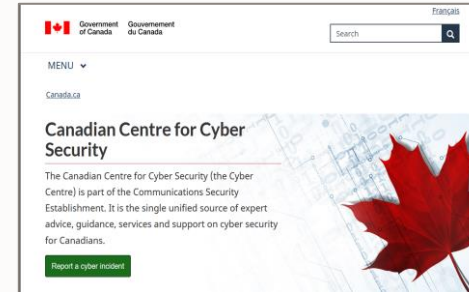 Français
Government of Canada
Gouvernement du Canada
Search
MENU
Canada.ca
Canadian Centre for Cyber
Security
The Canadian Centre for Cyber Security (the Cyber
Centre) is part of the Communications Security
Establishment. It is the single unified source of expert
advice, guidance, services and support on cyber security
for Canadians.
Report a cyber incident